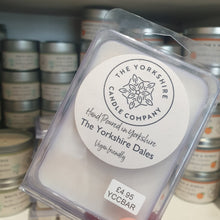 THE YORKSHIRE
CANDLE COMPANY
Hand Poured in Yorkshire
The Yorkshire Dales
Vegan friendly
£4.95
YCCBAR